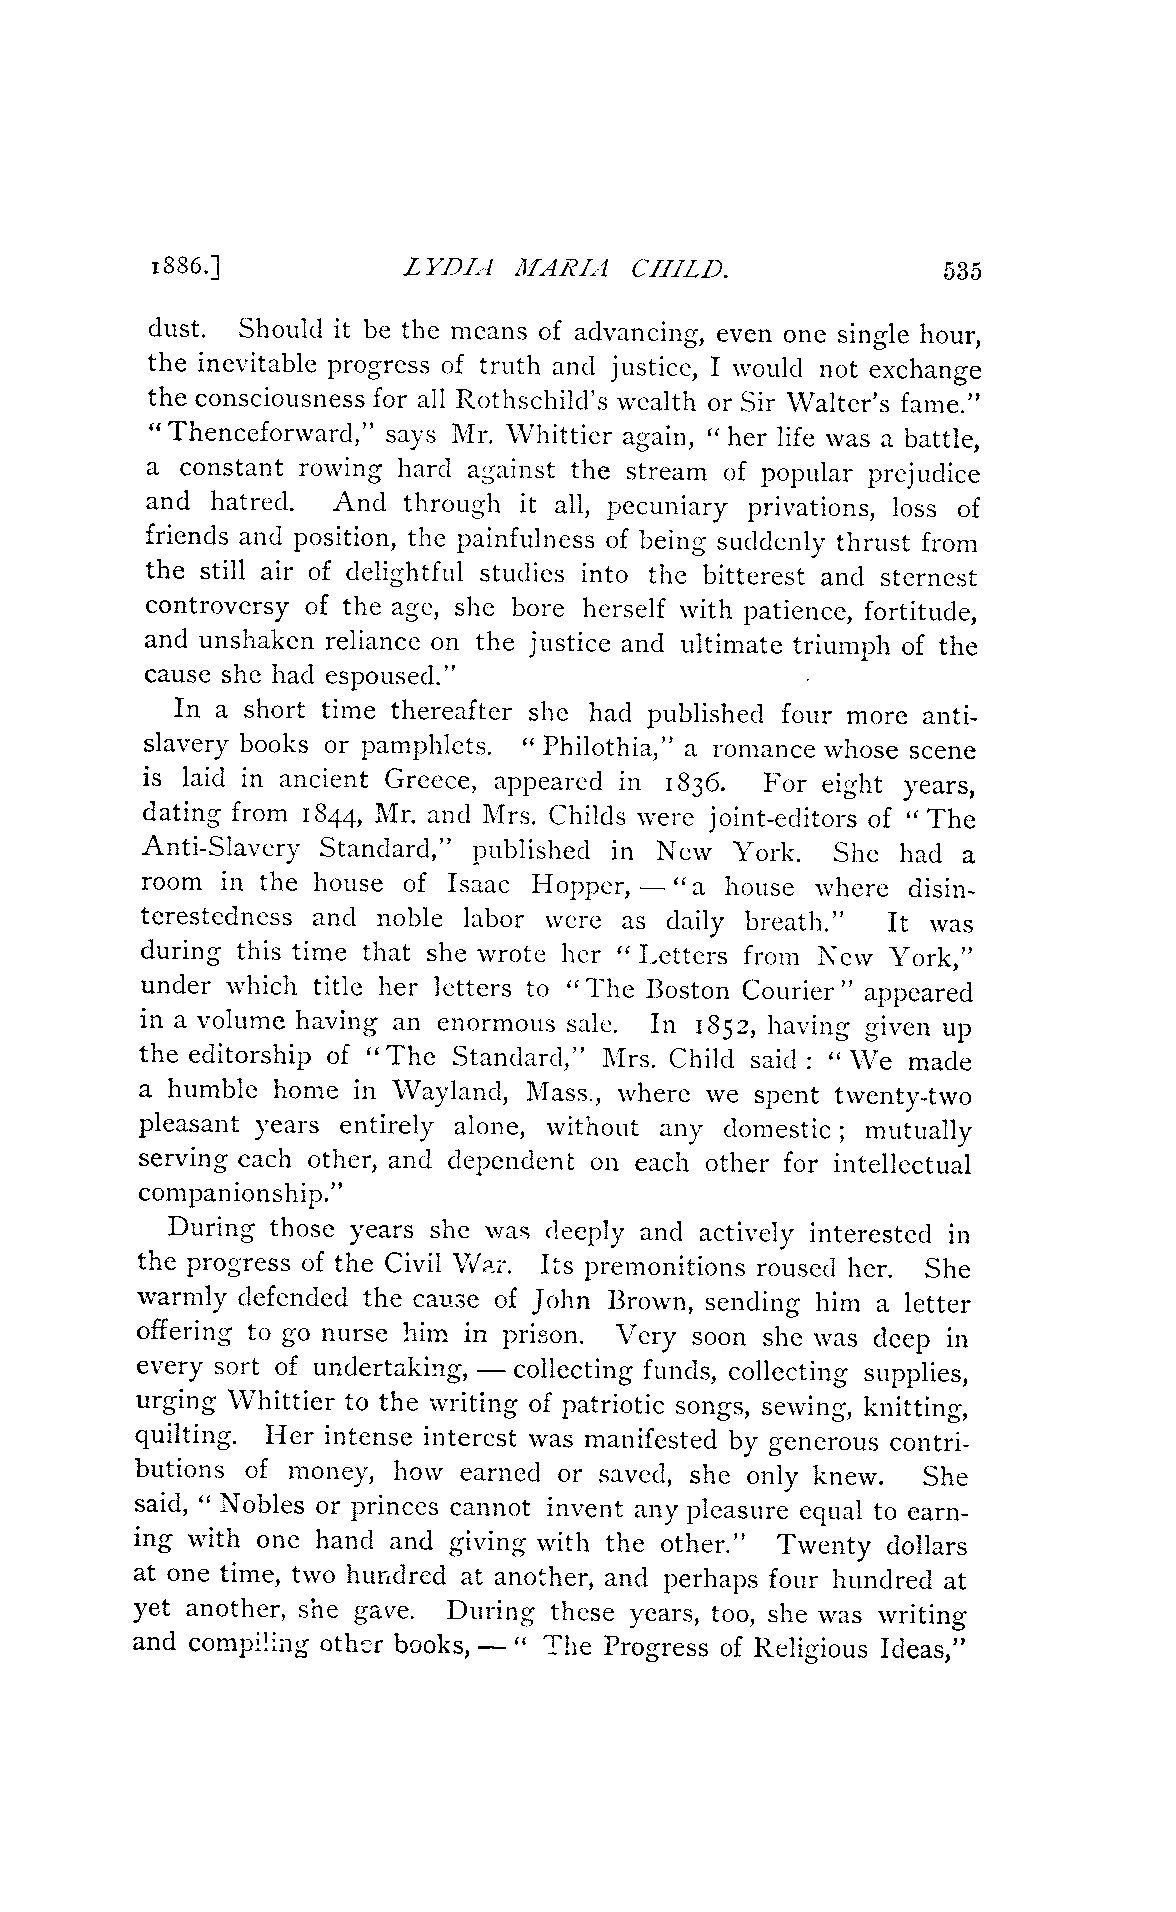 1886.] LYDIA MARIA CHILD. 535
dust. Should it be the means of advancing, even one single hour,
the inevitable progress of truth and justice, I would not exchange
the consciousness for all Rothschild's wealth or Sir Walter's fame."
"Thenceforward," says Mr. Whittier again, "her life was a battle,
a constant rowing hard against the stream of popular prejudice
and hatred. And through it all, pecuniary privations, loss of
friends and position, the painfulness of being suddenly thrust from
the still air of delightful studies into the bitterest and sternest
controversy of the age, she bore herself with patience, fortitude,
and unshaken reliance on the justice and ultimate triumph of the
cause she had espoused."
In a short time thereafter she had published four more anti-
slavery books or pamphlets. "Philothia," a romance whose scene
is laid in ancient Greece, appeared in 1836. For eight years,
dating from 1844, Mr. and Mrs. Childs were joint-editors of "The
Anti-Slavery Standard," published in New York. She had a
room in the house of Isaac Hopper, — "a house where disin-
terestedness and noble labor were as daily breath." It was
during this time that she wrote her "Letters from New York,"
under which title her letters to "The Boston Courier" appeared
in a volume having an enormous sale. In 1852, having given up
the editorship of "The Standard," Mrs. Child said: "We made
a humble home in Wayland, Mass., where we spent twenty-two
pleasant years entirely alone, without any domestic; mutually
serving each other, and dependent on each other for intellectual
companionship."
During those years she was deeply and actively interested in
the progress of the Civil War. Its premonitions roused her. She
warmly defended the cause of John Brown, sending him a letter
offering to go nurse him in prison. Very soon she was deep in
every sort of undertaking, — collecting funds, collecting supplies,
urging Whittier to the writing of patriotic songs, sewing, knitting,
quilting. Her intense interest was manifested by generous contri-
butions of money, how earned or saved, she only knew. She
said, "Nobles or princes cannot invent any pleasure equal to earn-
ing with one hand and giving with the other." Twenty dollars
at one time, two hundred at another, and perhaps four hundred at
yet another, she gave. During these years, too, she was writing
and compiling other books, — "The Progress of Religious Ideas,"